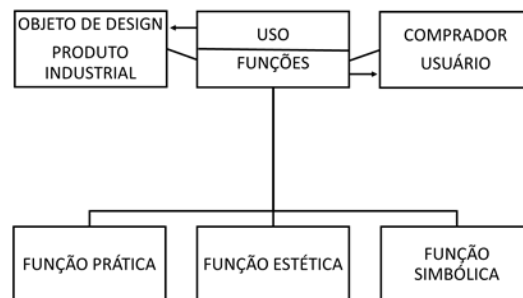 OBJETO DE DESIGN
PRODUTO
INDUSTRIAL
USO
FUNÇÕES
COMPRADOR
USUÁRIO
FUNÇÃO PRÁTICA
FUNÇÃO ESTÉTICA
FUNÇÃO
SIMBÓLICA